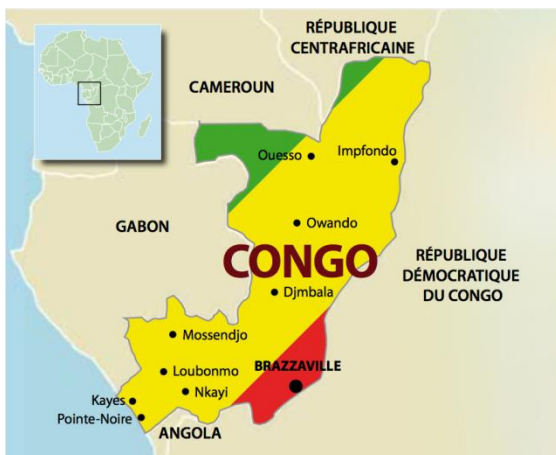 RÉPUBLIQUE
CENTRAFRICAINE
CAMEROUN
Ouesso
Impfondo
GABON
Owando
CONGO
RÉPUBLIQUE
DÉMOCRATIQUE
DU CONGO
Djmbala
Mossendjo
BRAZZAVILLE
Loubonmo
Nkayi
Kayes
Pointe-Noire
ANGOLA